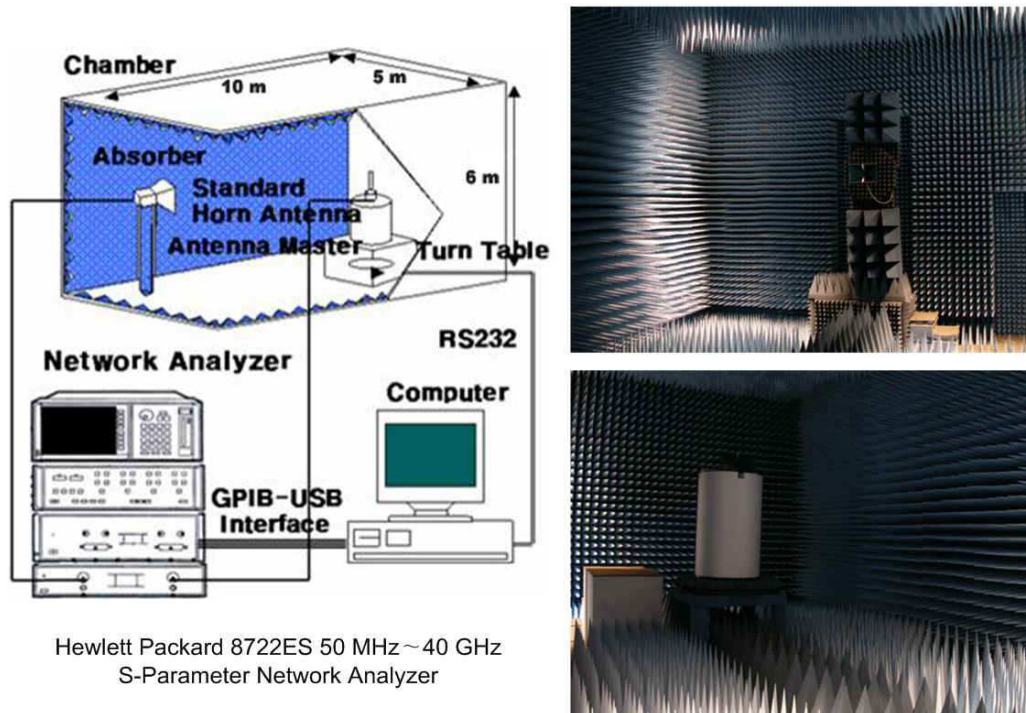 Chamber
10 m
5 m
Absorber
Standard
Horn Antenna
6 m
Antenna Master
Turn Table
RS232
Network Analyzer
Computer
GPIB-USB
Interface
Hewlett Packard 8722ES 50 MHz～40 GHz
S-Parameter Network Analyzer